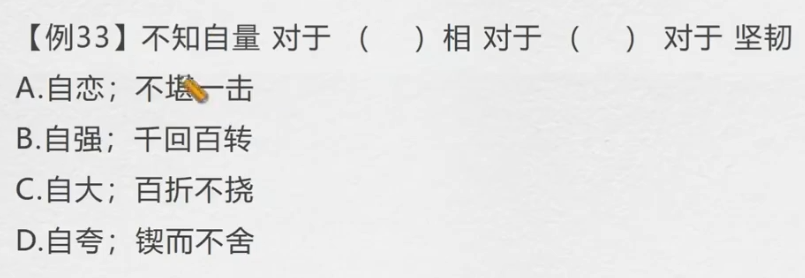 【例33】不知自量 对于 （ ）相 对于 （ ） 对于 坚韧
A.自恋；不堪一击
B.自强；千回百转
C.自大；百折不挠
D.自夸；锲而不舍